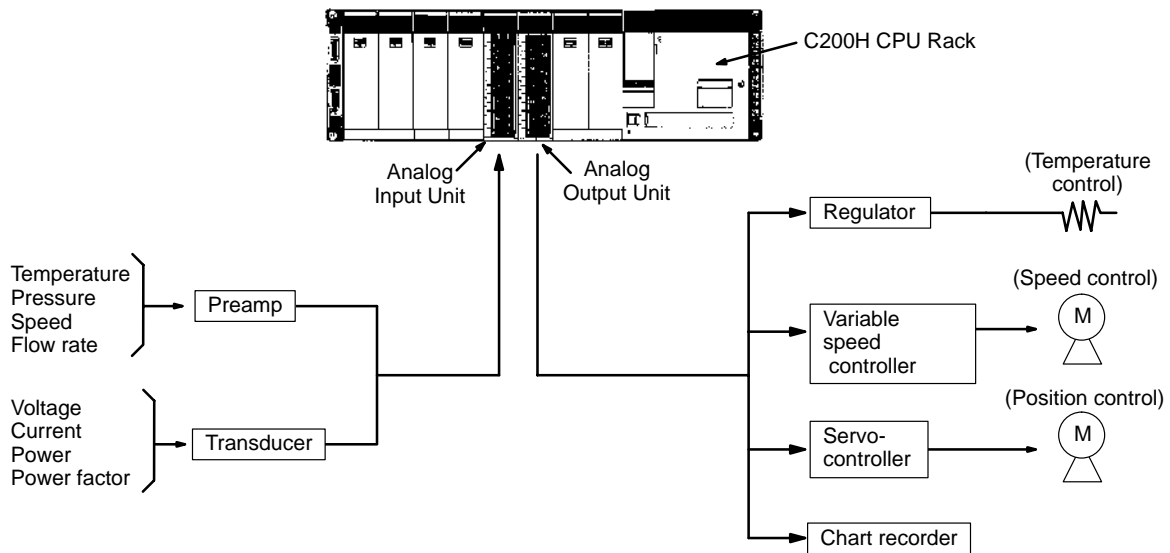 C200H CPU Rack
Analog
Input Unit
Analog
Output Unit
(Temperature
control)
Regulator
Temperature
Pressure
Speed
Flow rate
Preamp
(Speed control)
M
Variable
speed
controller
Voltage
Current
Power
Power factor
Transducer
(Position control)
M
Servo-
controller
Chart recorder